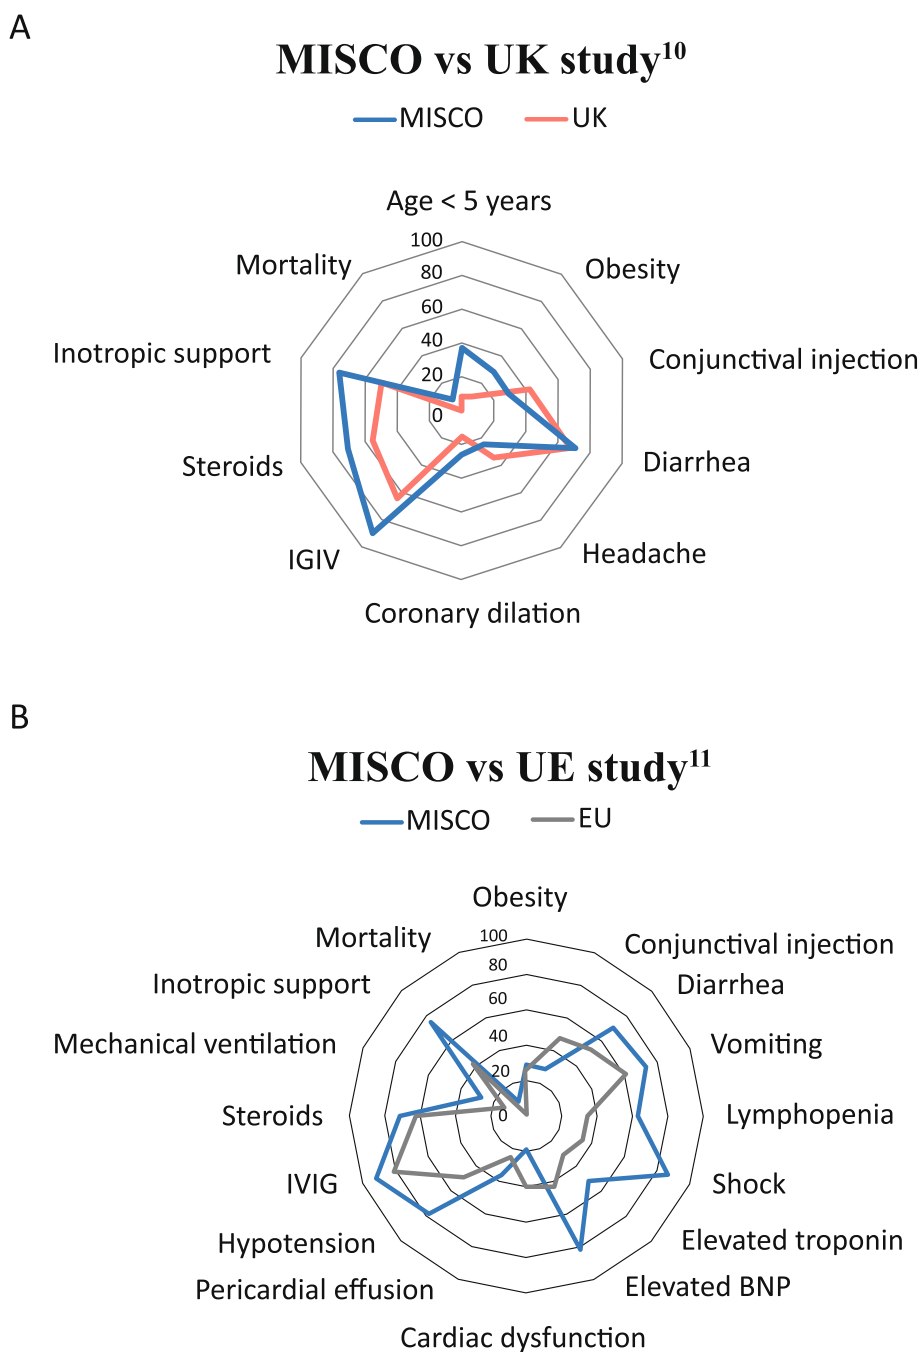 A
MISCO vs UK study10
MISCO UK
Age < 5 years
Mortality
Obesity
Inotropic support
Conjunctival injection
100
80
60
40
20
0
Steroids
Diarrhea
IGIV
Headache
Coronary dilation
B
MISCO vs UE study11
MISCO EU
Obesity
Mortality
Conjunctival injection
Inotropic support
Diarrhea
Mechanical ventilation
Vomiting
100
80
60
40
20
0
Steroids
Lymphopenia
IVIG
Shock
Hypotension
Elevated troponin
Pericardial effusion
Elevated BNP
Cardiac dysfunction